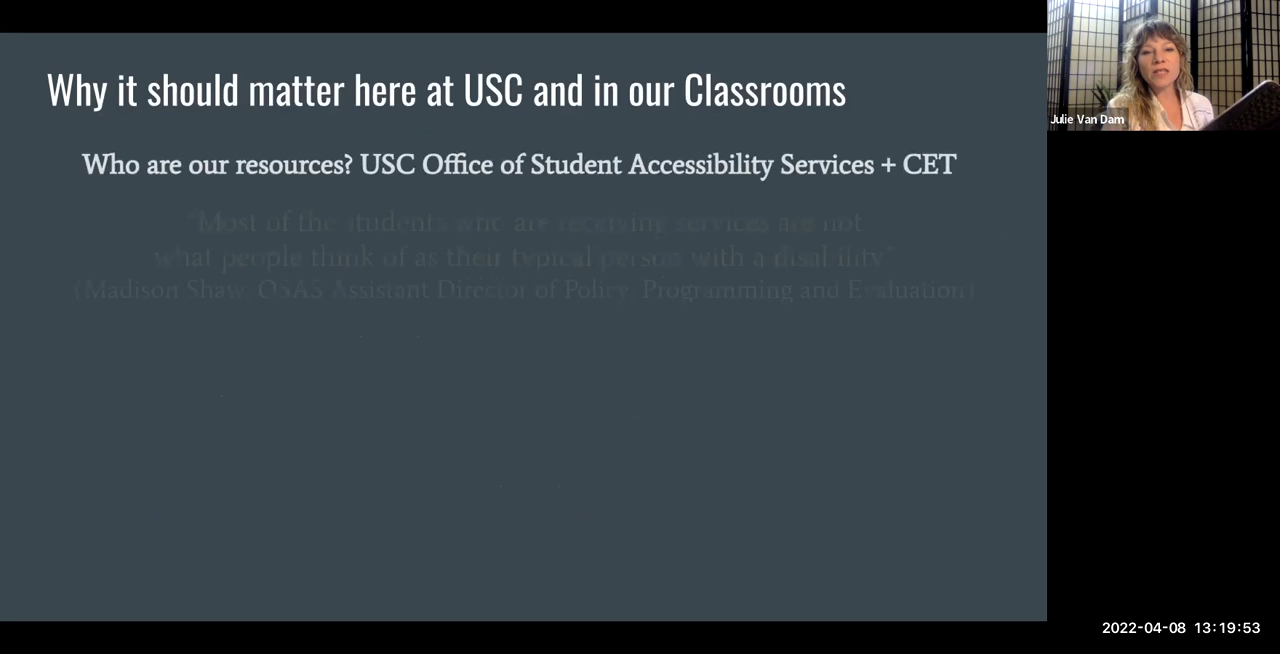 Why it should matter here at USC and in our Classrooms
Who are our resources? USC Office of Student Accessibility Services + CET
"Most of the students who are receiving services are not
what people think of as their typical person with a disability"
(Madison Shaw, OSAS Assistant Director of Policy, Programming and Evaluation)
Julie Van Dam
2022-04-08 13:19:53